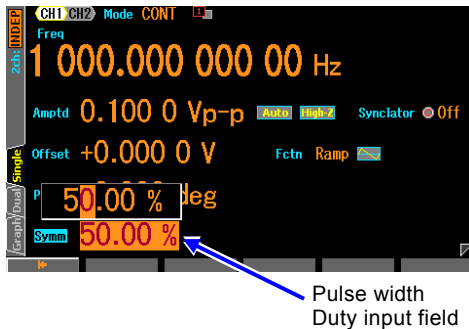 2ch: INDEP
CH1 CH2 Mode CONT 1
Freq
1 000.000 000 00 Hz
Amptd 0.100 0 Vp-p Auto High-Z Synclator Off
Offset +0.000 0 V Fctn Ramp
P deg
50.00 %
Symm 50.00 %
Graph/Dual/Single
Pulse width
Duty input field